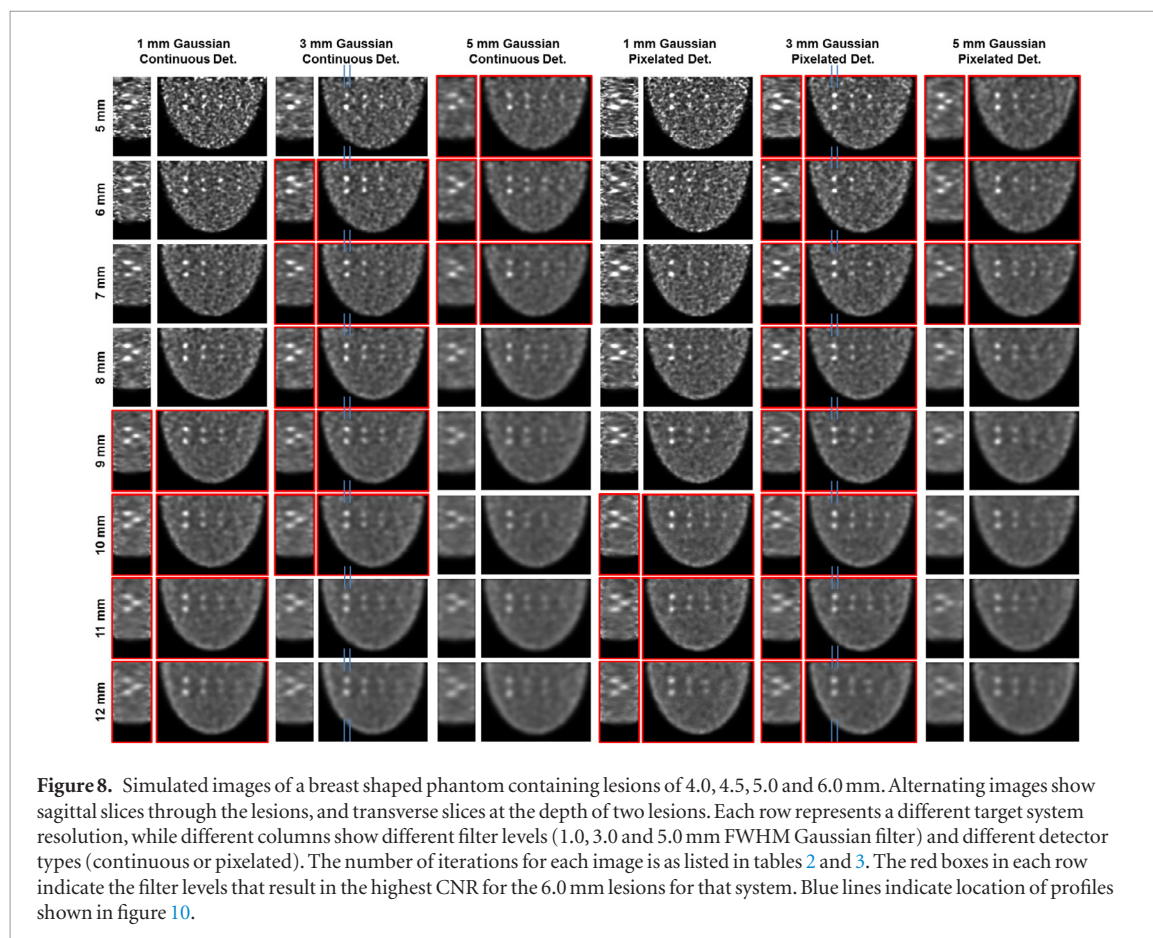 1 mm Gaussian Continuous Det.
3 mm Gaussian Continuous Det.
5 mm Gaussian Continuous Det.
1 mm Gaussian Pixelated Det.
3 mm Gaussian Pixelated Det.
5 mm Gaussian Pixelated Det.
5 mm
6 mm
7 mm
8 mm
9 mm
10 mm
11 mm
12 mm
Figure 8. Simulated images of a breast shaped phantom containing lesions of 4.0, 4.5, 5.0 and 6.0 mm. Alternating images show
sagittal slices through the lesions, and transverse slices at the depth of two lesions. Each row represents a different target system
resolution, while different columns show different filter levels (1.0, 3.0 and 5.0 mm FWHM Gaussian filter) and different detector
types (continuous or pixelated). The number of iterations for each image is as listed in tables 2 and 3. The red boxes in each row
indicate the filter levels that result in the highest CNR for the 6.0 mm lesions for that system. Blue lines indicate location of profiles
shown in figure 10.